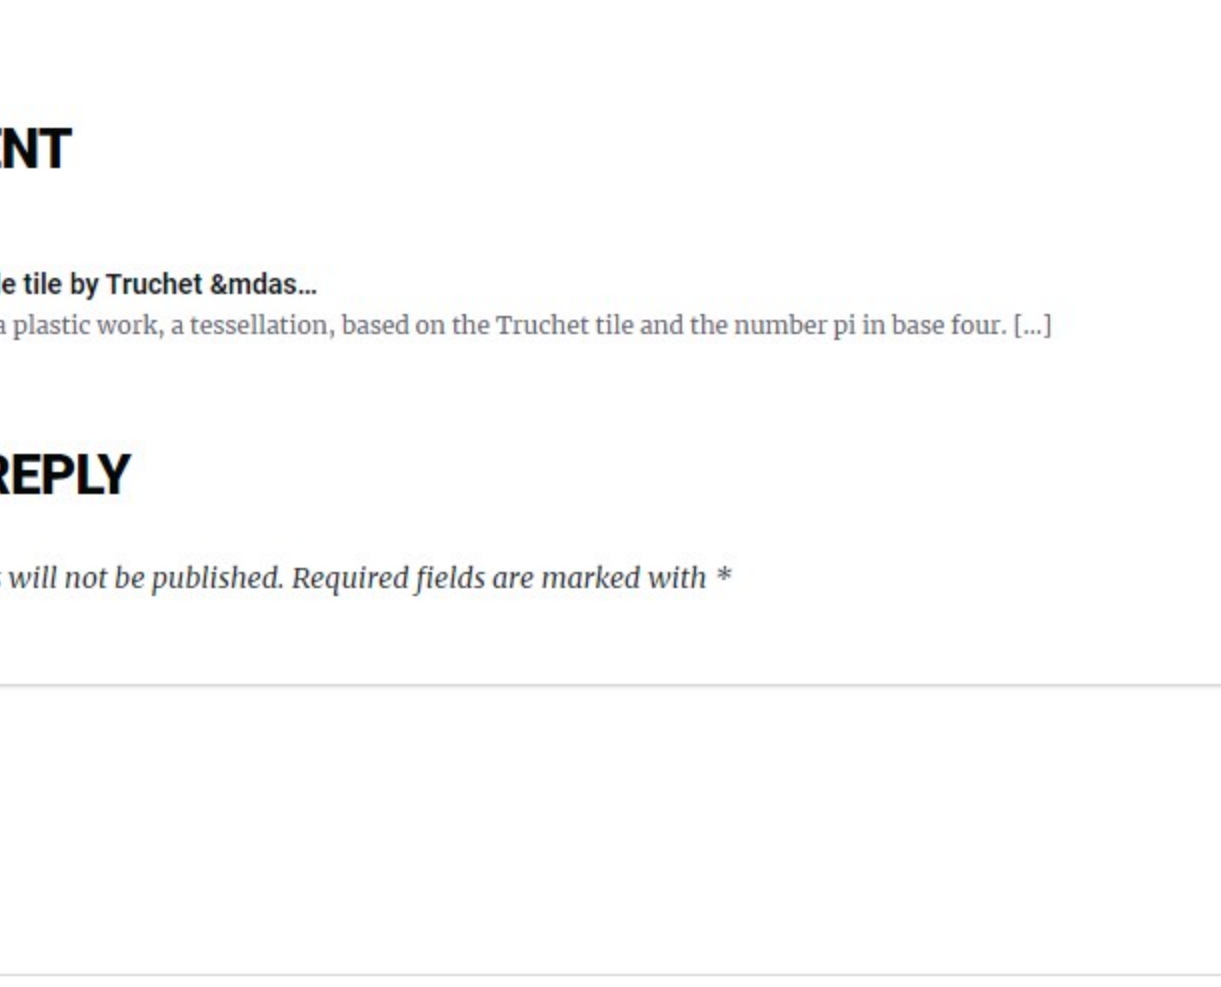 ENT
le tile by Truchet &mdas...
a plastic work, a tessellation, based on the Truchet tile and the number pi in base four. [...]
REPLY
will not be published. Required fields are marked with *